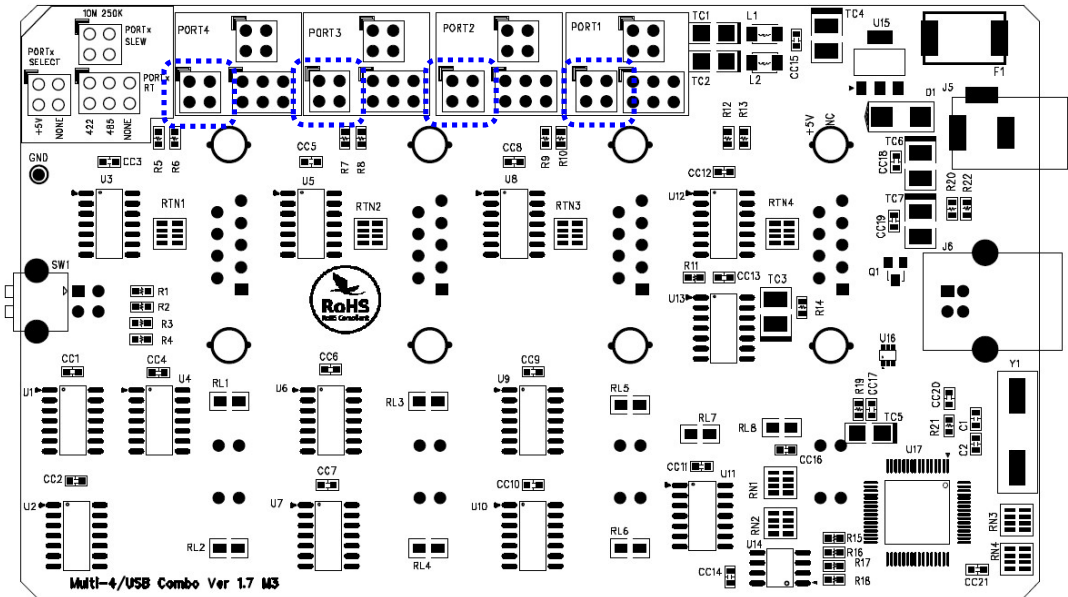 10M 250K
PORTx
SLEW
PORTx
SELECT
PORTx
RT
+5V
NONE
422
485
NONE
PORT4
PORT3
PORT2
PORT1
TC1
L1
TC2
L2
CC15
TC4
U15
F1
GND
R5
R6
CC3
CC5
R7
R8
CC8
R9
R10
R12
R13
+5V
NC
D1
J5
CC12
CC18
TC6
R20
R22
U3
RTN1
U5
RTN2
U8
RTN3
U12
RTN4
TC7
CC19
J6
SW1
R1
R2
R3
R4
RoHS
RoHS Compliant
R11
CC13
U13
TC3
R14
Q1
U16
Y1
CC1
CC4
CC6
CC9
U1
U4
RL1
U6
RL3
U9
RL5
RL7
RL8
R19
CC17
TC5
CC20
R21
C1
C2
CC2
CC7
CC10
CC11
U11
CC16
U17
U2
U7
U10
RN1
RN2
RN3
RN4
RL2
RL4
RL6
U14
CC14
R15
R16
R17
R18
CC21
Multi-4/USB Combo Ver 1.7 M3